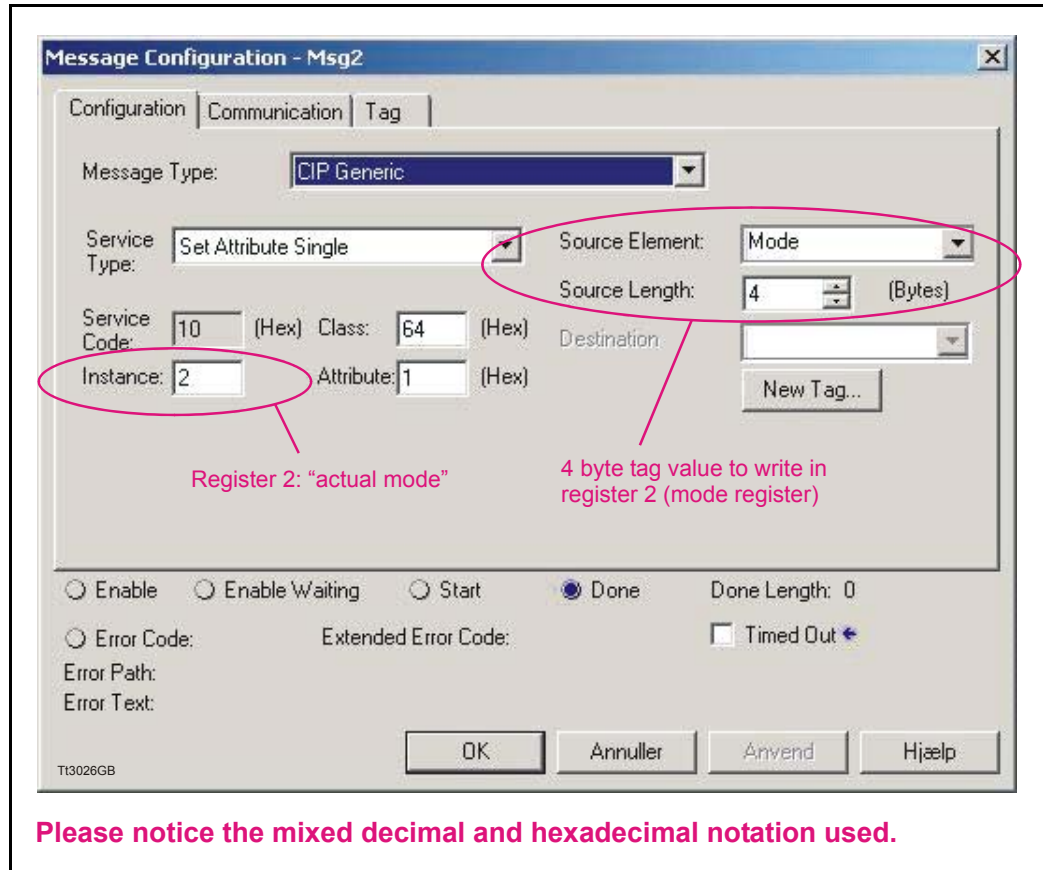 Message Configuration - Msg2
Configuration Communication Tag
Message Type: CIP Generic
Service Type: Set Attribute Single
Source Element: Mode
Source Length: 4 (Bytes)
Service Code: 10 (Hex) Class: 64 (Hex)
Destination
Instance: 2 Attribute: 1 (Hex)
New Tag...
Register 2: “actual mode”
4 byte tag value to write in
register 2 (mode register)
Enable Enable Waiting Start Done Done Length: 0
Error Code: Extended Error Code: Timed Out
Error Path:
Error Text:
OK Annuller Anvend Hjælp
Tt3026GB
Please notice the mixed decimal and hexadecimal notation used.